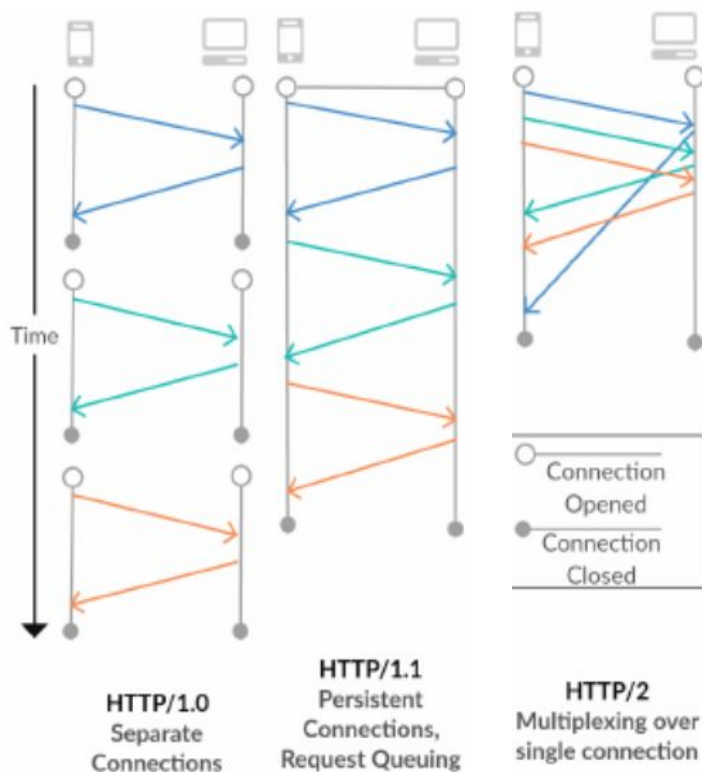 Time
HTTP/1.0
Separate
Connections
HTTP/1.1
Persistent
Connections,
Request Queuing
Connection
Opened
Connection
Closed
HTTP/2
Multiplexing over
single connection